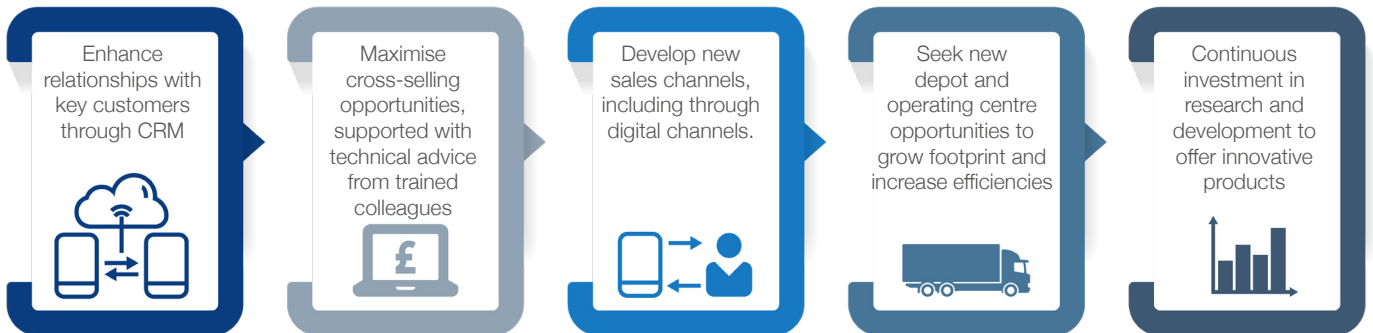 Enhance
relationships with
key customers
through CRM
Maximise
cross-selling
opportunities,
supported with
technical advice
from trained
colleagues
£
Develop new
sales channels,
including through
digital channels.
Seek new
depot and
operating centre
opportunities to
grow footprint and
increase efficiencies
Continuous
investment in
research and
development to
offer innovative
products